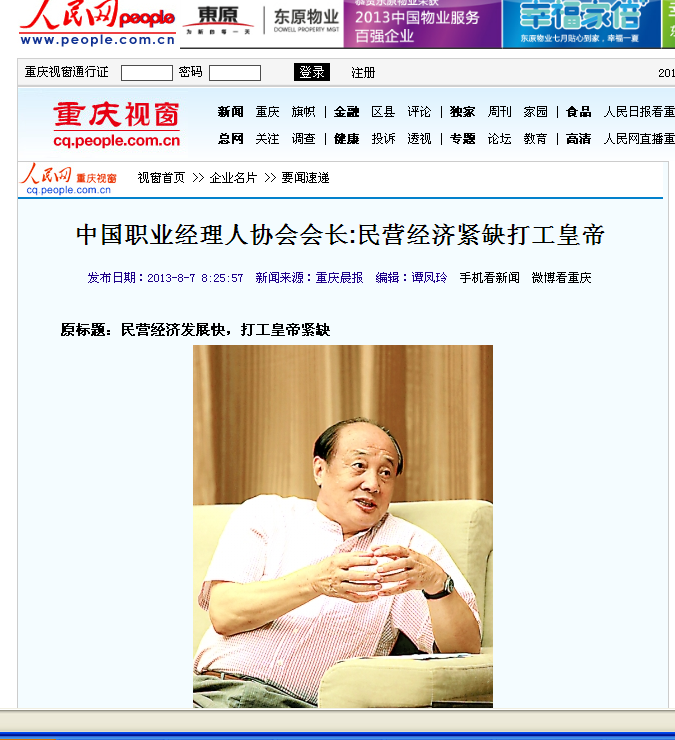 人民网 people
www.people.com.cn
東原
为 新 的 每 一 天
东原物业
DOWELL PROPERTY MGT
恭贺东原物业荣获
2013中国物业服务
百强企业
幸福家倍
东原物业七月贴心到家，幸福一夏
重庆视窗通行证 密码 登录 注册 201
重庆视窗
cq.people.com.cn
新闻 重庆 旗帜 | 金融 区县 评论 | 独家 周刊 家园 | 食品 人民日报看重
总网 关注 调查 | 健康 投诉 透视 | 专题 论坛 教育 | 高清 人民网直播重
人民网 重庆视窗
cq.people.com.cn
视窗首页 >> 企业名片 >> 要闻速递
中国职业经理人协会会长:民营经济紧缺打工皇帝
发布日期：2013-8-7 8:25:57 新闻来源：重庆晨报 编辑：谭凤玲 手机看新闻 微博看重庆
原标题：民营经济发展快，打工皇帝紧缺